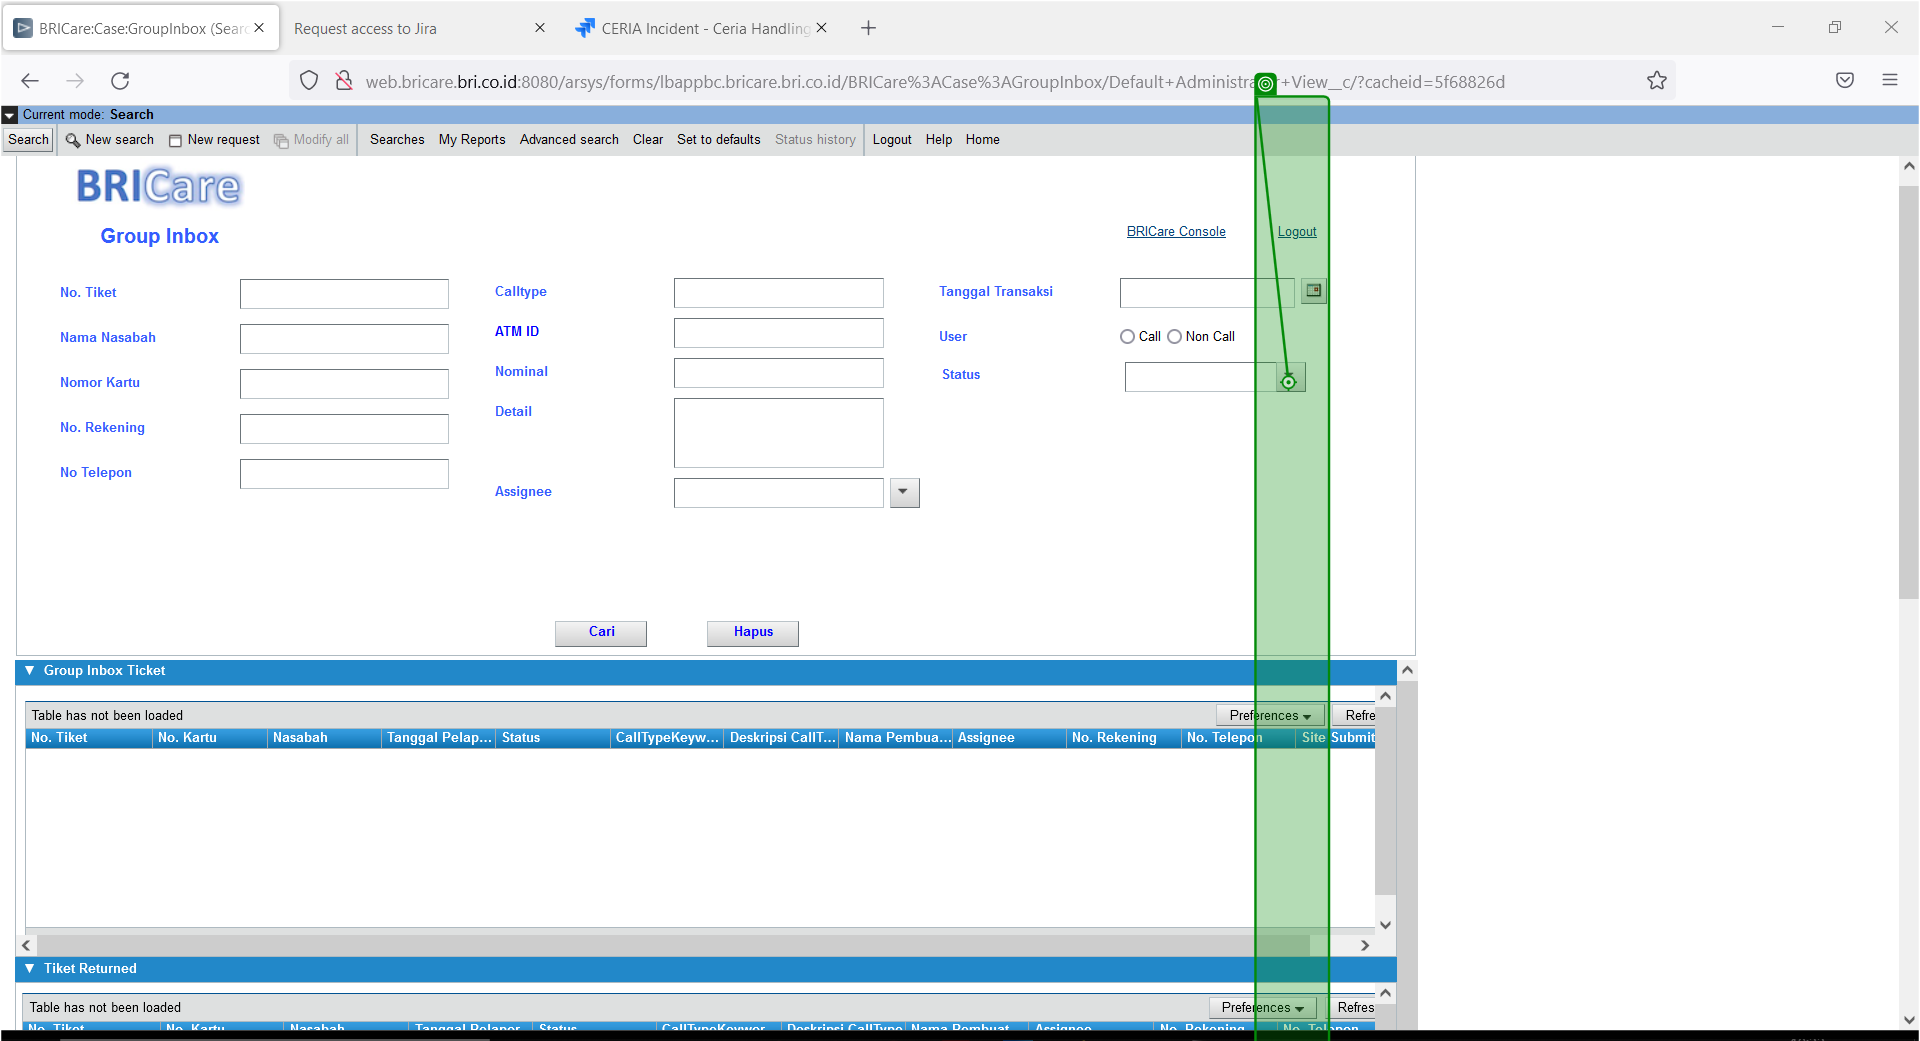 BRICare:Case:GroupInbox (Sear
Request access to Jira
CERIA Incident - Ceria Handling
web.bricare.bri.co.id:8080/arsys/forms/lbappbc.bricare.bri.co.id/BRICare%3ACase%3AGroupInbox/Default+Administra r+View__c/?cacheid=5f68826d
Current mode: Search
Search New search New request Modify all Searches My Reports Advanced search Clear Set to defaults Status history Logout Help Home
BRICare
Group Inbox
BRICare Console Logout
No. Tiket Calltype Tanggal Transaksi
Nama Nasabah ATM ID User Call Non Call
Nomor Kartu Nominal Status
No. Rekening Detail
No Telepon
Assignee
Cari Hapus
Group Inbox Ticket
Table has not been loaded Preferences Refre
No. Tiket No. Kartu Nasabah Tanggal Pelap... Status CallTypeKeyw... Deskripsi CallT... Nama Pembua... Assignee No. Rekening No. Telepon Site Submit
Tiket Returned
Table has not been loaded Preferences Refres
No. Tiket No. Kartu Nasabah Tanggal Pelapor Status CallTypeKeywor Deskripsi CallType Nama Pembuat Assignee No. Rekening No. Telepon